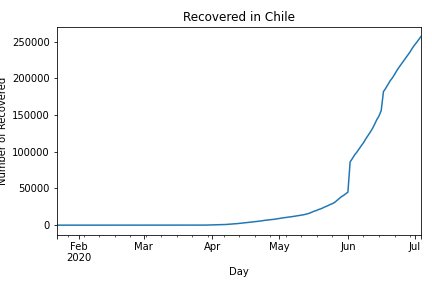 Recovered in Chile
250000
200000
150000
100000
50000
0
Number of Recovered
Feb
2020
Mar
Apr
May
Jun
Jul
Day